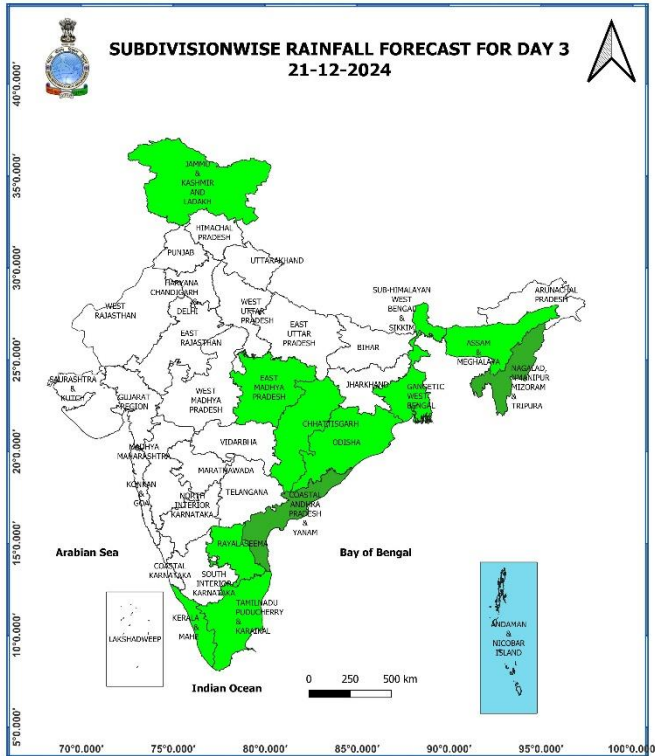 SUBDIVISIONWISE RAINFALL FORECAST FOR DAY 3
21-12-2024
40°0.000'
35°0.000'
30°0.000'
25°0.000'
20°0.000'
15°0.000'
10°0.000'
5°0.000'
JAMMU
&
KASHMIR
AND
LADAKH
HIMACHAL
PRADESH
PUNJAB
UTTARAKHAND
HARYANA
CHANDIGARH
DELHI
WEST
RAJASTHAN
WEST
UTTAR
PRADESH
EAST
RAJASTHAN
EAST
UTTAR
PRADESH
SUB-HIMALAYAN
WEST
BENGAL
&
SIKKIM
ARUNACHAL
PRADESH
BIHAR
ASSAM
&
MEGHALAYA
NAGALAD,
MANIPUR
MIZORAM
&
TRIPURA
SAURASHTRA
&
KUTCH
GUJARAT
REGION
WEST
MADHYA
PRADESH
EAST
MADHYA
PRADESH
JHARKHAND
GANGETIC
WEST
BENGAL
CHHATTISGARH
ODISHA
VIDARBHA
MADHYA
MAHARASHTRA
MARATHAWADA
KONKAN
&
GOA
NORTH
INTERIOR
KARNATAKA
TELANGANA
COASTAL
ANDHRA
PRADESH
&
YANAM
RAYALASEEMA
Arabian Sea
Bay of Bengal
COASTAL
KARNATAKA
SOUTH
INTERIOR
KARNATAKA
TAMILNADU
PUDUCHERRY
&
KARAIKAL
KERALA
&
MAHE
LAKSHADWEEP
ANDAMAN
&
NICOBAR
ISLAND
Indian Ocean
0 250 500 km
70°0.000' 75°0.000' 80°0.000' 85°0.000' 90°0.000' 95°0.000' 100°0.000'